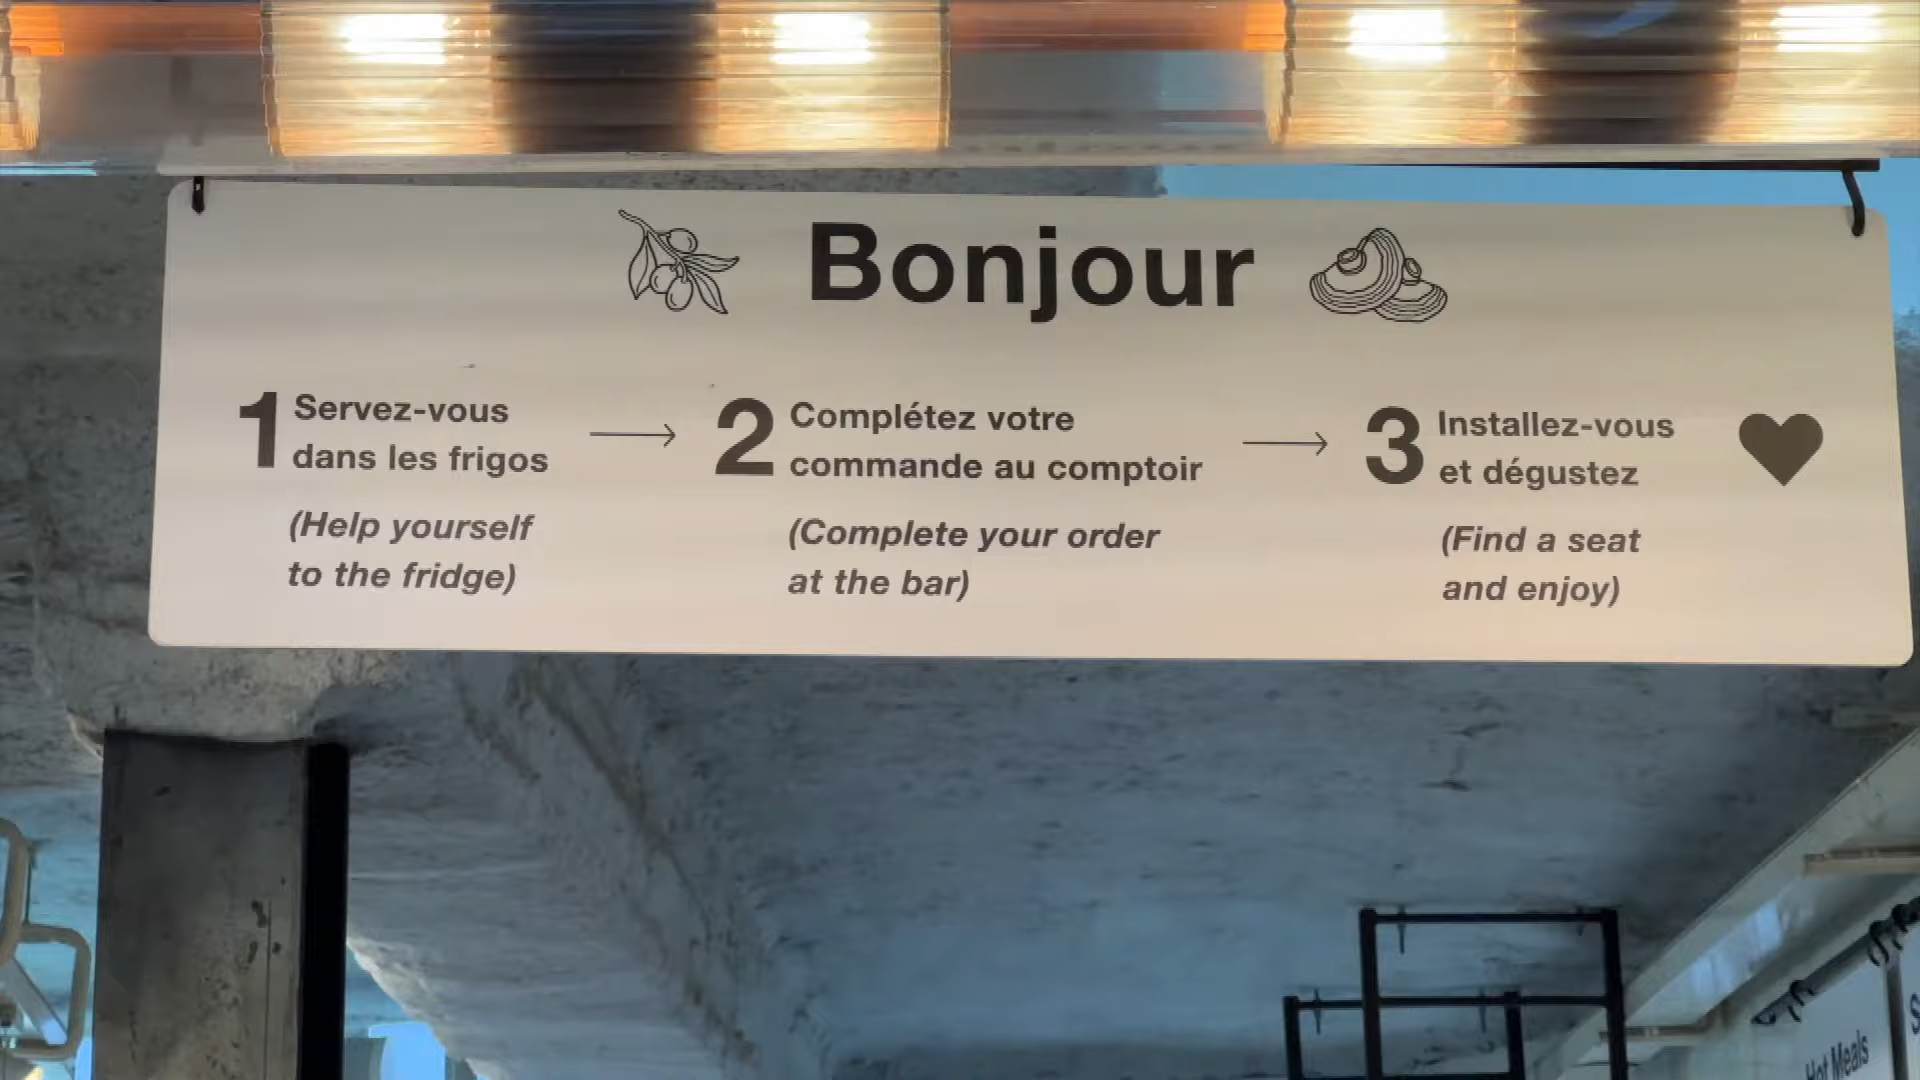 Bonjour
1 Servez-vous
dans les frigos
(Help yourself
to the fridge)
2 Complétez votre
commande au comptoir
(Complete your order
at the bar)
3 Installez-vous
et dégustez
(Find a seat
and enjoy)
Hot Meals